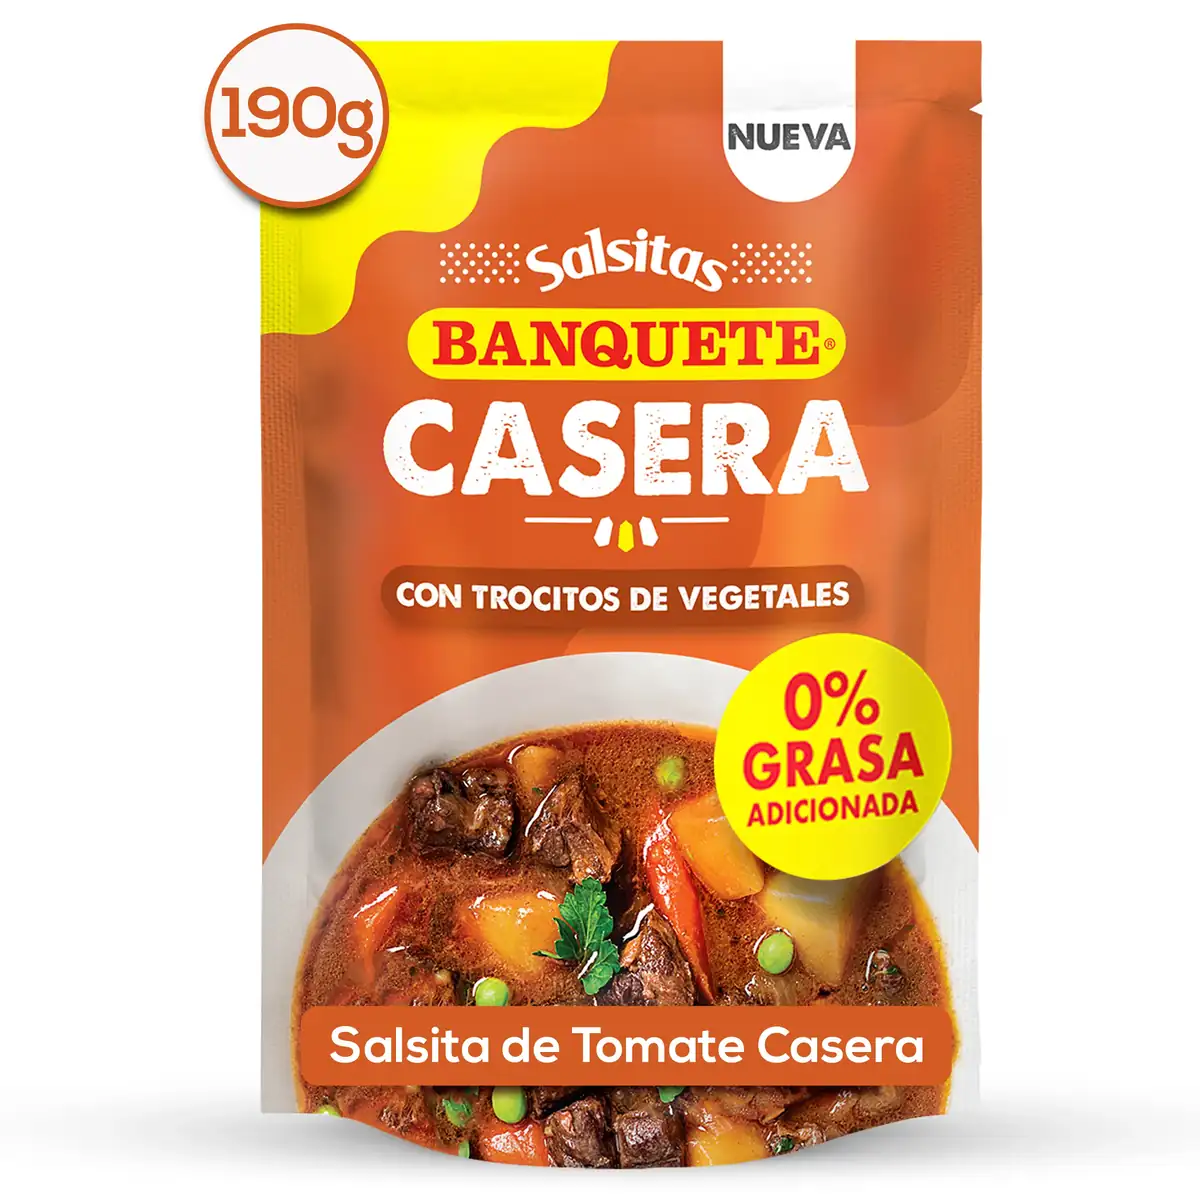 190g
NUEVA
Salsitas
BANQUETE®
CASERA
CON TROCITOS DE VEGETALES
0%
GRASA
ADICIONADA
Salsita de Tomate Casera